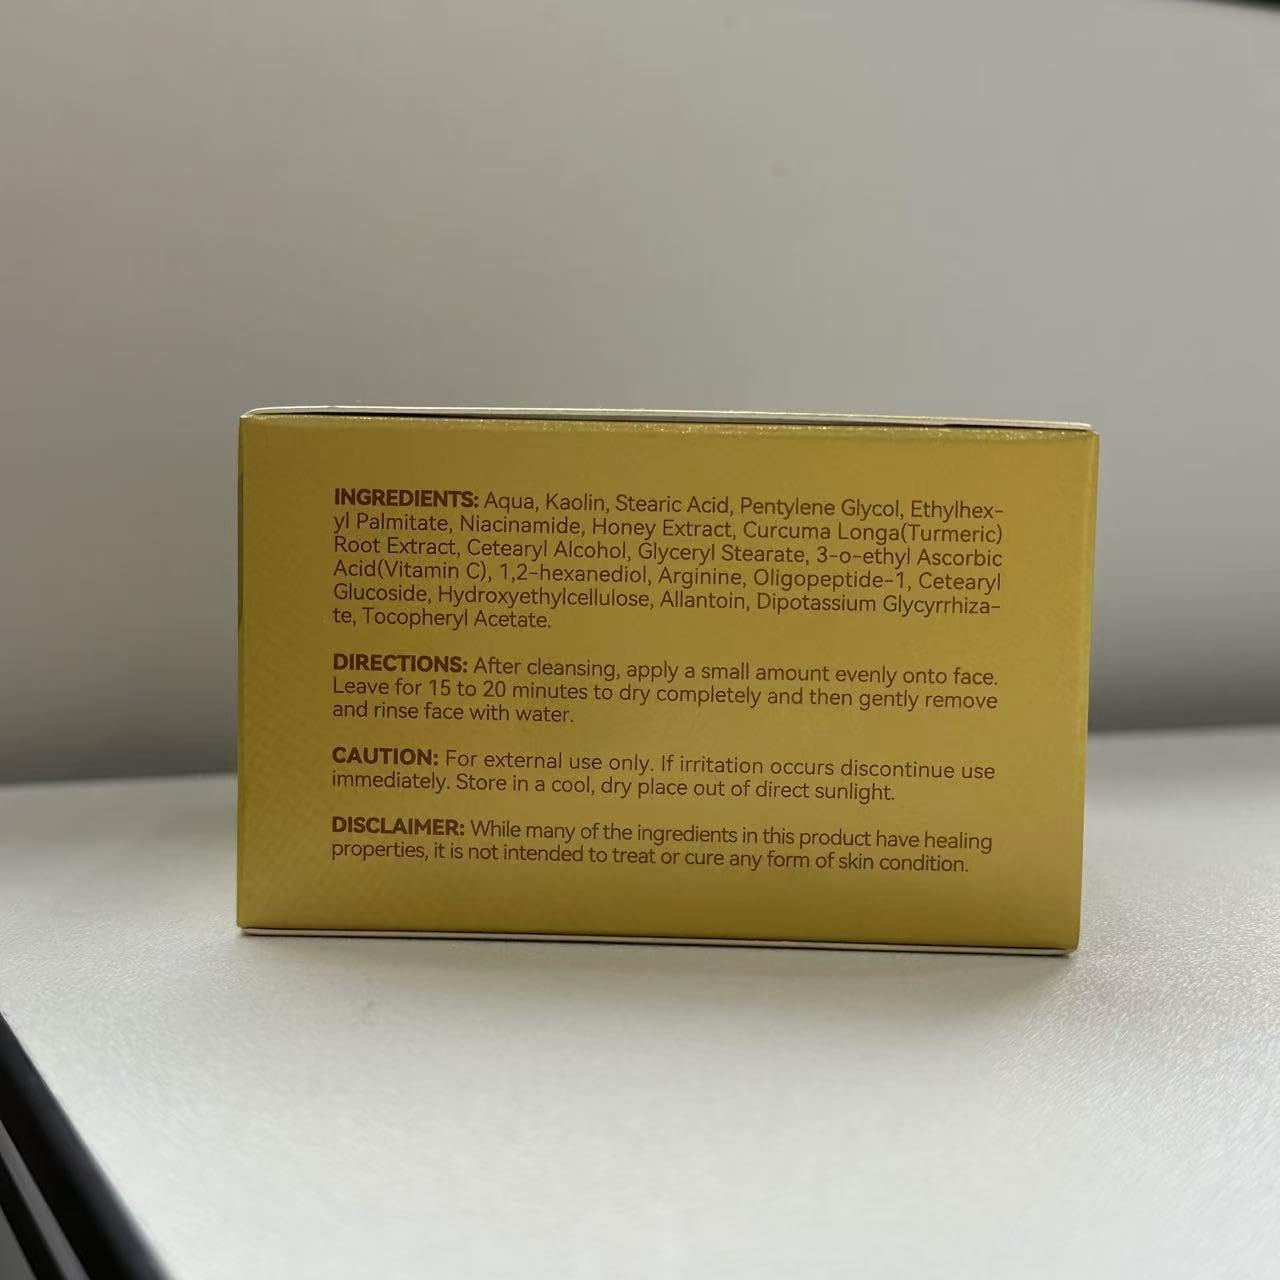 INGREDIENTS: Aqua, Kaolin, Stearic Acid, Pentylene Glycol, Ethylhex-
yl Palmitate, Niacinamide, Honey Extract, Curcuma Longa(Turmeric)
Root Extract, Cetearyl Alcohol, Glyceryl Stearate, 3-o-ethyl Ascorbic
Acid(Vitamin C), 1,2-hexanediol, Arginine, Oligopeptide-1, Cetearyl
Glucoside, Hydroxyethylcellulose, Allantoin, Dipotassium Glycyrrhiza-
te, Tocopheryl Acetate.
DIRECTIONS: After cleansing, apply a small amount evenly onto face.
Leave for 15 to 20 minutes to dry completely and then gently remove
and rinse face with water.
CAUTION: For external use only. If irritation occurs discontinue use
immediately. Store in a cool, dry place out of direct sunlight.
DISCLAIMER: While many of the ingredients in this product have healing
properties, it is not intended to treat or cure any form of skin condition.